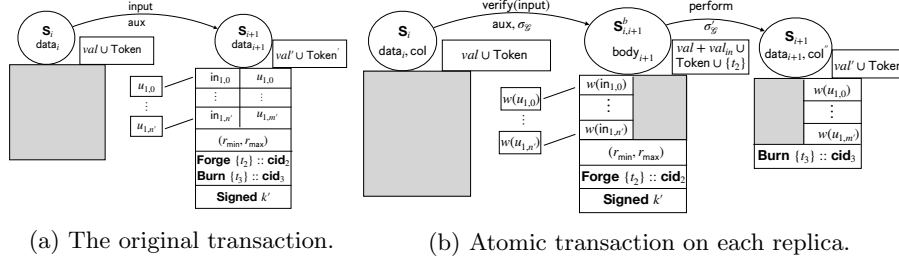 input
aux
S_i
data_i
S_{i+1}
data_{i+1}
val ∪ Token
val' ∪ Token'
u_{1,0}
⋮
u_{1,n'}
in_{1,0} u_{1,0}
⋮ ⋮
in_{1,n'} u_{1,m'}
(r_min, r_max)
Forge {t_2} :: cid_2
Burn {t_3} :: cid_3
Signed k'
(a) The original transaction.
verify(input)
aux, σ_𝒢
perform
σ'_𝒢
S_i
data_i, col
S^b_{i,i+1}
body_{i+1}
S_{i+1}
data_{i+1}, col''
val ∪ Token
val + val_in ∪
Token ∪ {t_2}
val' ∪ Token
w(u_{1,0})
⋮
w(u_{1,n'})
w(in_{1,0})
⋮
w(in_{1,n'})
(r_min, r_max)
Forge {t_2} :: cid_2
Signed k'
w(u_{1,0})
⋮
w(u_{1,m'})
Burn {t_3} :: cid_3
(b) Atomic transaction on each replica.